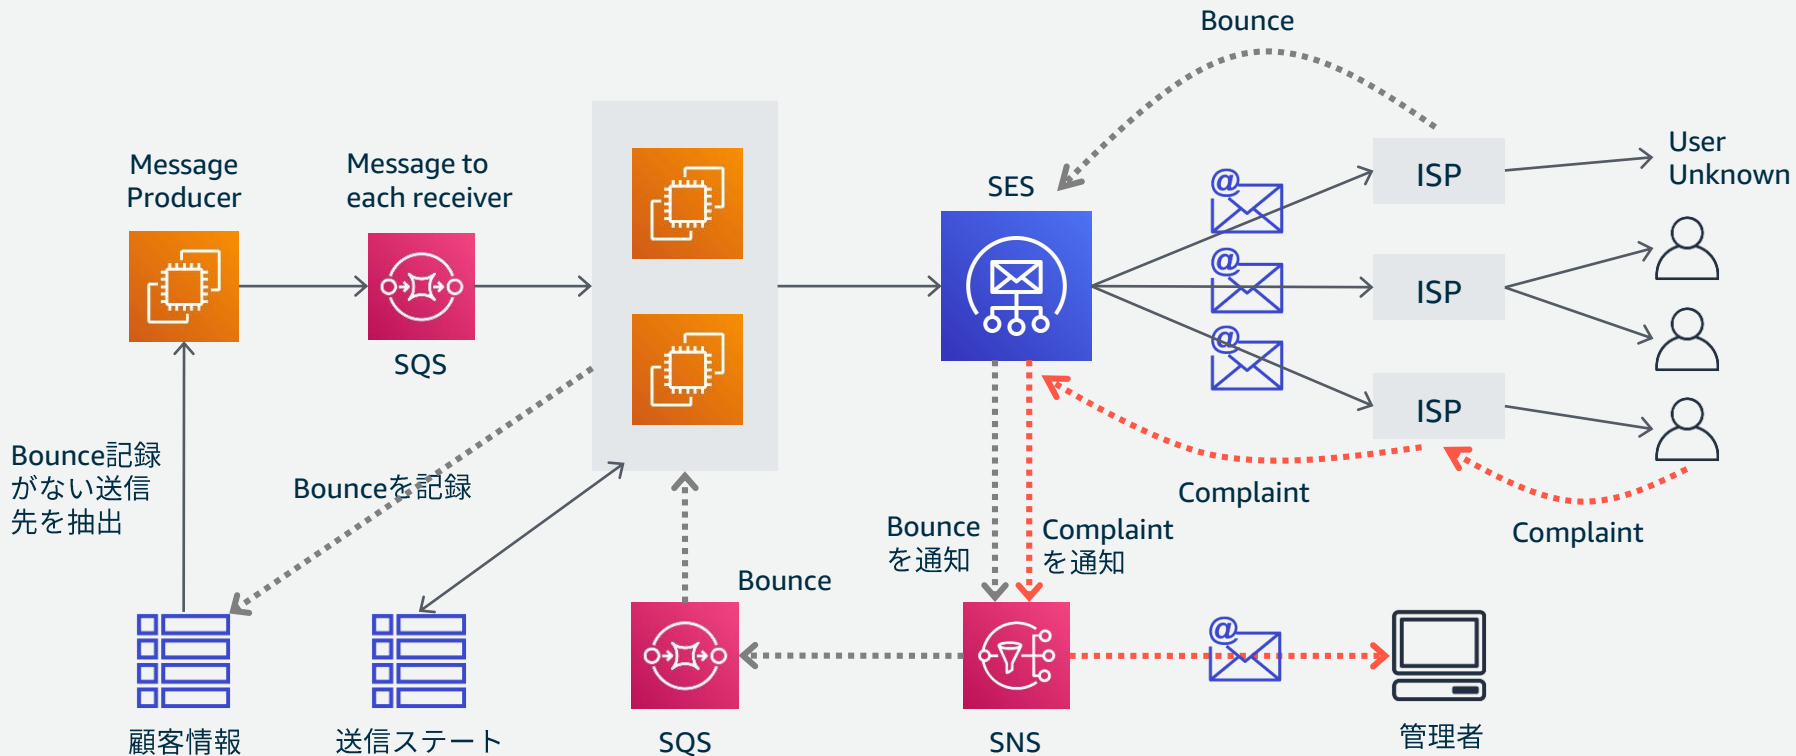 Bounce
Message
Producer
Message to
each receiver
SES
ISP
User
Unknown
ISP
SQS
ISP
Bounce記録
がない送信
先を抽出
Bounceを記録
Complaint
Bounce
を通知
Complaint
を通知
Complaint
Bounce
顧客情報
送信ステート
SQS
SNS
管理者